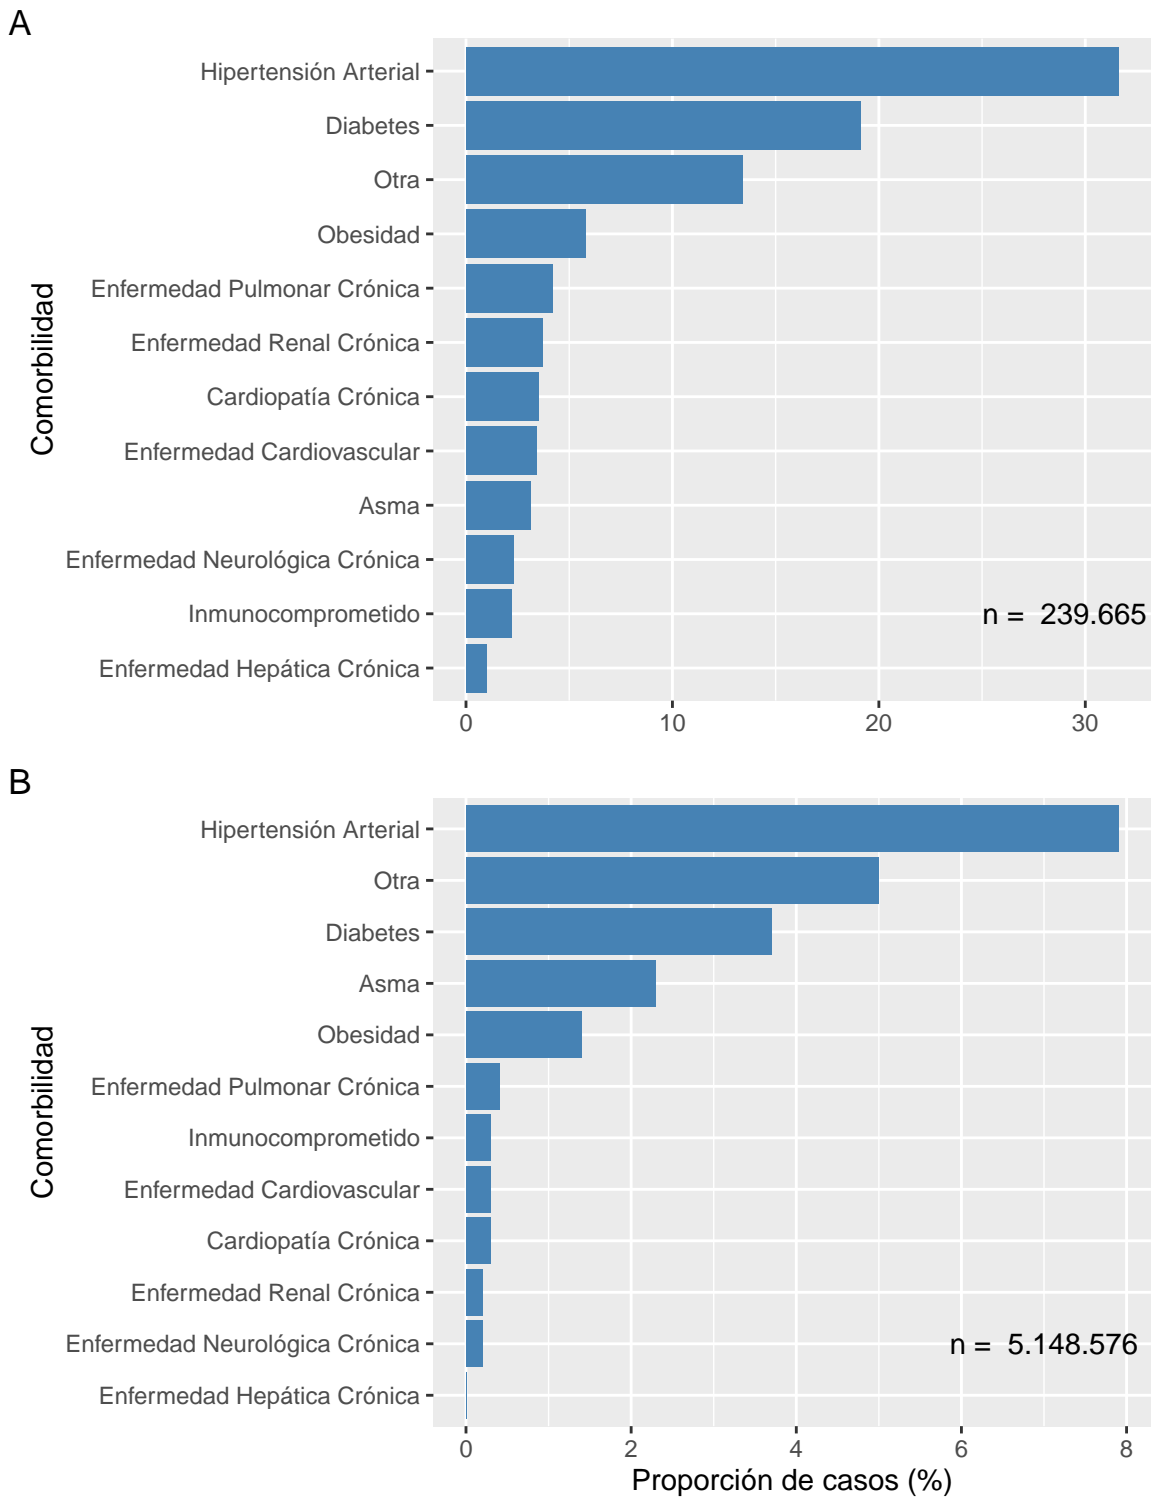 A
Hipertensión Arterial
Diabetes
Otra
Obesidad
Enfermedad Pulmonar Crónica
Enfermedad Renal Crónica
Cardiopatía Crónica
Enfermedad Cardiovascular
Asma
Enfermedad Neurológica Crónica
Inmunocomprometido
Enfermedad Hepática Crónica
Comorbilidad
n = 239.665
0 10 20 30
B
Hipertensión Arterial
Otra
Diabetes
Asma
Obesidad
Enfermedad Pulmonar Crónica
Inmunocomprometido
Enfermedad Cardiovascular
Cardiopatía Crónica
Enfermedad Renal Crónica
Enfermedad Neurológica Crónica
Enfermedad Hepática Crónica
Comorbilidad
n = 5.148.576
0 2 4 6 8
Proporción de casos (%)